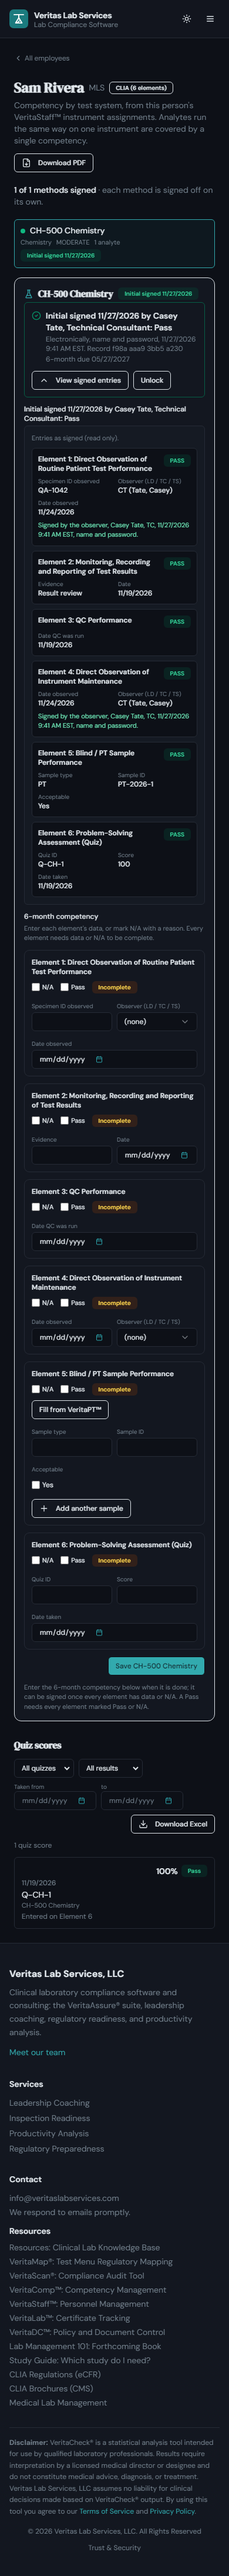 Veritas Lab Services
Lab Compliance Software
All employees
Sam Rivera MLS CLIA (6 elements)
Competency by test system, from this person's
VeritaStaff™ instrument assignments. Analytes run
the same way on one instrument are covered by a
single competency.
Download PDF
1 of 1 methods signed · each method is signed off on
its own.
CH-500 Chemistry
Chemistry MODERATE 1 analyte
Initial signed 11/27/2026
CH-500 Chemistry Initial signed 11/27/2026
Initial signed 11/27/2026 by Casey
Tate, Technical Consultant: Pass
Electronically, name and password, 11/27/2026
9:41 AM EST. Record f98a aaa9 3bb5 a230
6-month due 05/27/2027
View signed entries
Unlock
Initial signed 11/27/2026 by Casey Tate, Technical
Consultant: Pass
Entries as signed (read only).
Element 1: Direct Observation of
Routine Patient Test Performance
PASS
Specimen ID observed Observer (LD / TC / TS)
QA-1042 CT (Tate, Casey)
Date observed
11/24/2026
Signed by the observer, Casey Tate, TC, 11/27/2026
9:41 AM EST, name and password.
Element 2: Monitoring, Recording
and Reporting of Test Results
PASS
Evidence Date
Result review 11/19/2026
Element 3: QC Performance PASS
Date QC was run
11/19/2026
Element 4: Direct Observation of
Instrument Maintenance
PASS
Date observed Observer (LD / TC / TS)
11/24/2026 CT (Tate, Casey)
Signed by the observer, Casey Tate, TC, 11/27/2026
9:41 AM EST, name and password.
Element 5: Blind / PT Sample
Performance
PASS
Sample type Sample ID
PT PT-2026-1
Acceptable
Yes
Element 6: Problem-Solving
Assessment (Quiz)
PASS
Quiz ID Score
Q-CH-1 100
Date taken
11/19/2026
6-month competency
Enter each element's data, or mark N/A with a reason. Every
element needs data or N/A to be complete.
Element 1: Direct Observation of Routine Patient
Test Performance
N/A Pass Incomplete
Specimen ID observed Observer (LD / TC / TS)
(none)
Date observed
mm/dd/yyyy
Element 2: Monitoring, Recording and Reporting
of Test Results
N/A Pass Incomplete
Evidence Date
mm/dd/yyyy
Element 3: QC Performance
N/A Pass Incomplete
Date QC was run
mm/dd/yyyy
Element 4: Direct Observation of Instrument
Maintenance
N/A Pass Incomplete
Date observed Observer (LD / TC / TS)
mm/dd/yyyy (none)
Element 5: Blind / PT Sample Performance
N/A Pass Incomplete
Fill from VeritaPT™
Sample type Sample ID
Acceptable
Yes
Add another sample
Element 6: Problem-Solving Assessment (Quiz)
N/A Pass Incomplete
Quiz ID Score
Date taken
mm/dd/yyyy
Save CH-500 Chemistry
Enter the 6-month competency below when it is done; it
can be signed once every element has data or N/A. A Pass
needs every element marked Pass or N/A.
Quiz scores
All quizzes All results
Taken from to
mm/dd/yyyy mm/dd/yyyy
Download Excel
1 quiz score
100% Pass
11/19/2026
Q-CH-1
CH-500 Chemistry
Entered on Element 6
Veritas Lab Services, LLC
Clinical laboratory compliance software and
consulting: the VeritaAssure® suite, leadership
coaching, regulatory readiness, and productivity
analysis.
Meet our team
Services
Leadership Coaching
Inspection Readiness
Productivity Analysis
Regulatory Preparedness
Contact
info@veritaslabservices.com
We respond to emails promptly.
Resources
Resources: Clinical Lab Knowledge Base
VeritaMap®: Test Menu Regulatory Mapping
VeritaScan®: Compliance Audit Tool
VeritaComp™: Competency Management
VeritaStaff™: Personnel Management
VeritaLab™: Certificate Tracking
VeritaDC™: Policy and Document Control
Lab Management 101: Forthcoming Book
Study Guide: Which study do I need?
CLIA Regulations (eCFR)
CLIA Brochures (CMS)
Medical Lab Management
Disclaimer: VeritaCheck® is a statistical analysis tool intended
for use by qualified laboratory professionals. Results require
interpretation by a licensed medical director or designee and
do not constitute medical advice, diagnosis, or treatment.
Veritas Lab Services, LLC assumes no liability for clinical
decisions made based on VeritaCheck® output. By using this
tool you agree to our Terms of Service and Privacy Policy.
© 2026 Veritas Lab Services, LLC. All Rights Reserved
Trust & Security